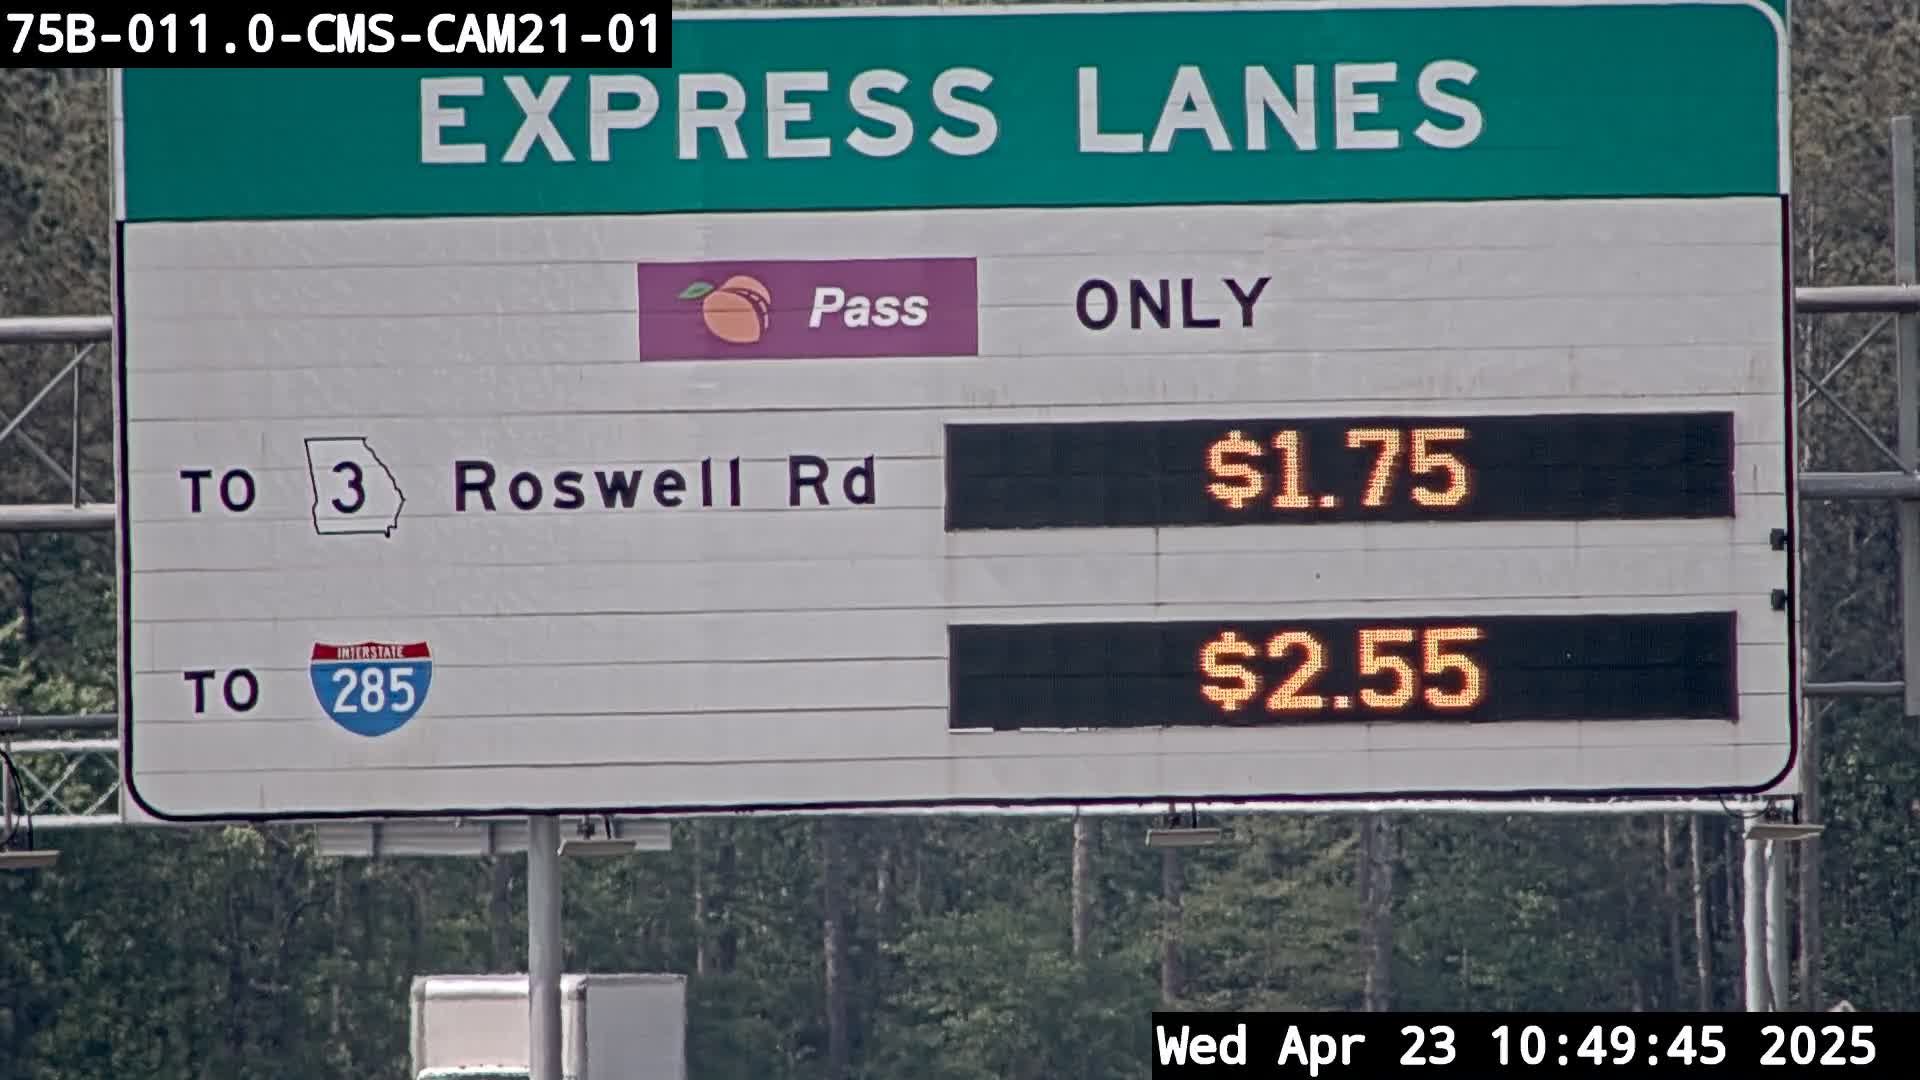 75B-011.0-CMS-CAM21-01
EXPRESS LANES
Pass ONLY
TO 3 Roswell Rd $1.75
TO INTERSTATE 285 $2.55
Wed Apr 23 10:49:45 2025